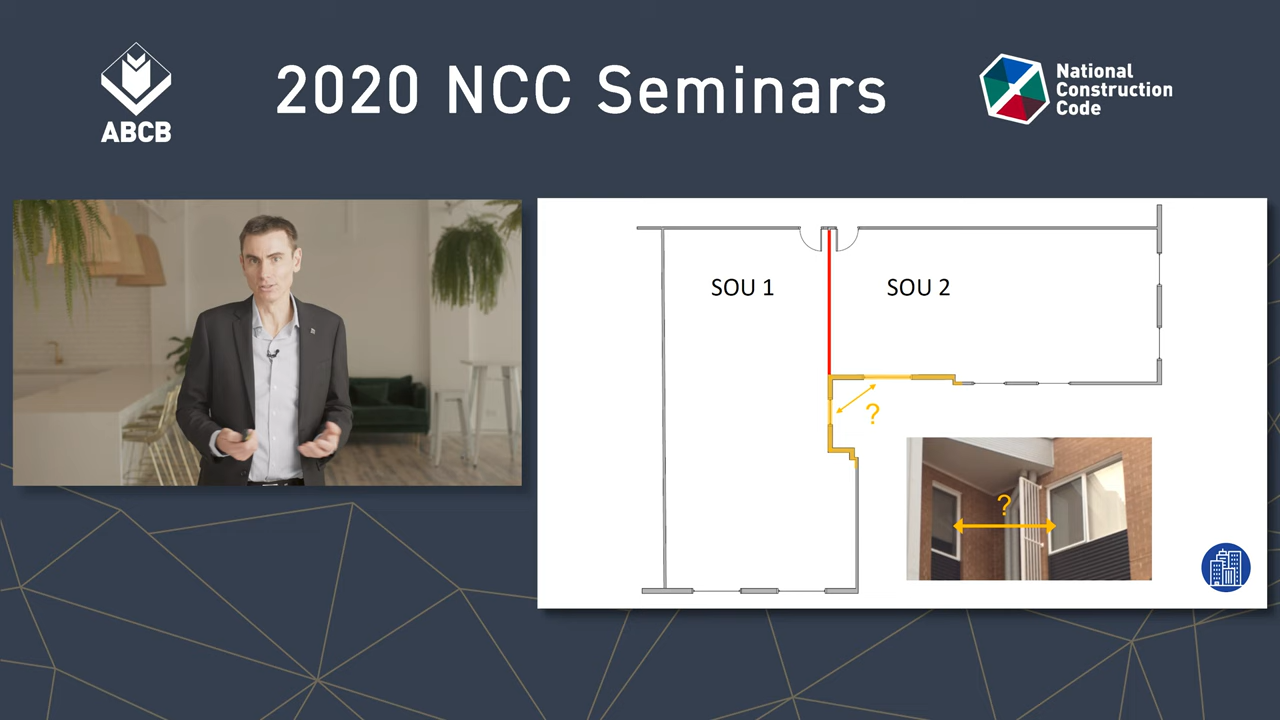 ABCB
2020 NCC Seminars
National
Construction
Code
SOU 1
SOU 2
?
?